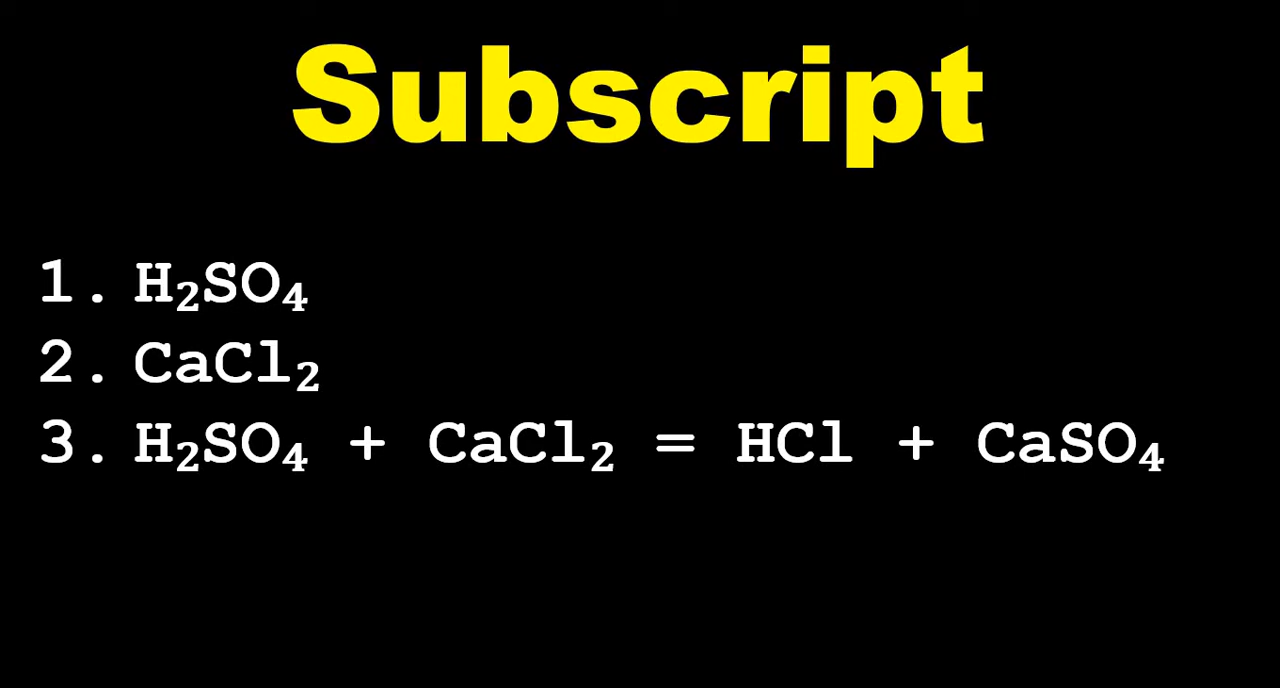 Subscript
1. H₂SO₄
2. CaCl₂
3. H₂SO₄ + CaCl₂ = HCl + CaSO₄